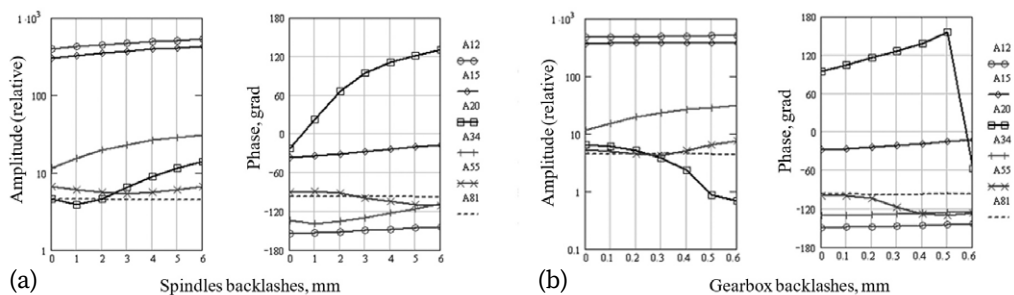 Amplitude (relative)
1·10³
100
10
1
0 1 2 3 4 5 6
Phase, grad
180
120
60
0
-60
-120
-180
0 1 2 3 4 5 6
A12
A15
A20
A34
A55
A81
(a)
Spindles backlashes, mm
Amplitude (relative)
1·10³
100
10
1
0.1
0 0.1 0.2 0.3 0.4 0.5 0.6
Phase, grad
180
120
60
0
-60
-120
-180
0 0.1 0.2 0.3 0.4 0.5 0.6
A12
A15
A20
A34
A55
A81
(b)
Gearbox backlashes, mm